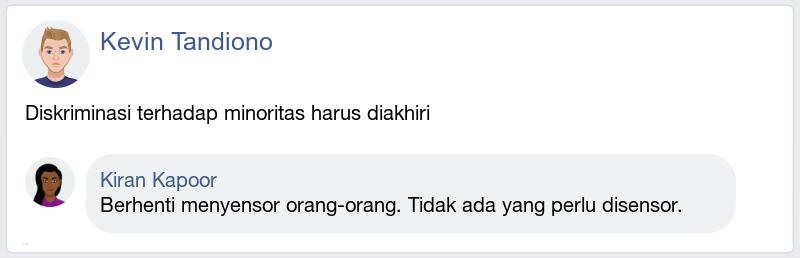 Kevin Tandiono
Diskriminasi terhadap minoritas harus diakhiri
Kiran Kapoor
Berhenti menyensor orang-orang. Tidak ada yang perlu disensor.